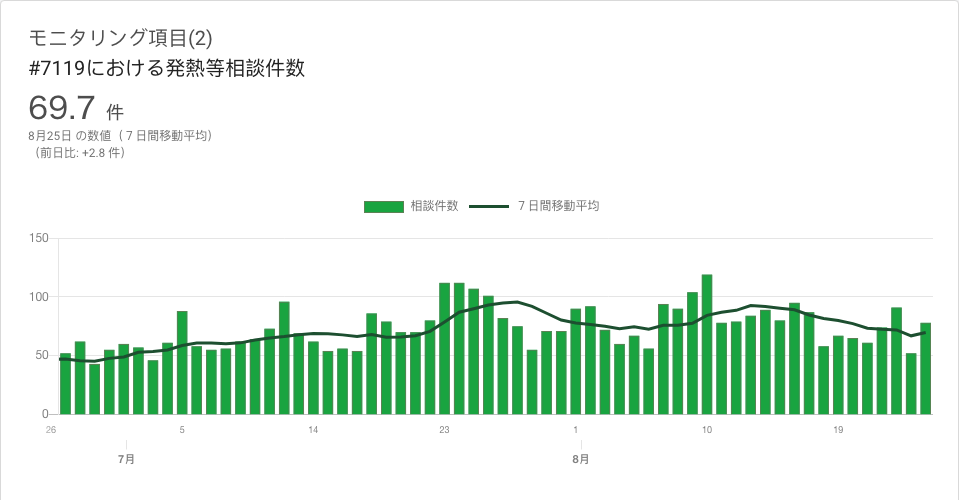 モニタリング項目(2)
#7119における発熱等相談件数
69.7 件
8月25日 の数値（７日間移動平均）
（前日比: +2.8 件）
相談件数 ７日間移動平均
150
100
50
0
26 5 14 23 1 10 19
7月 8月